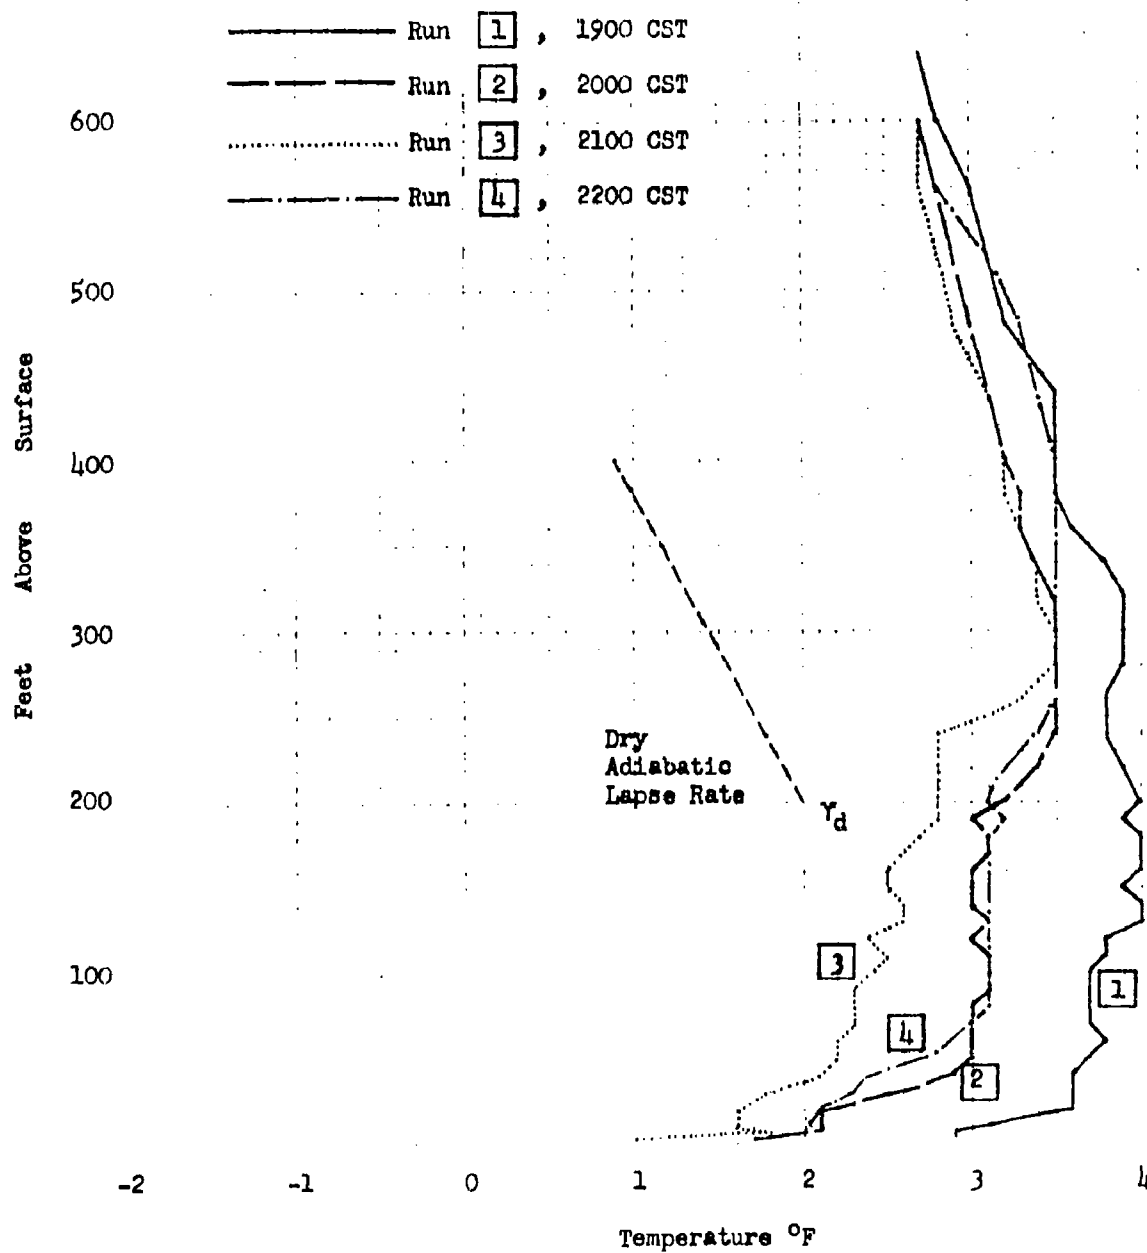 Run 1 , 1900 CST
Run 2 , 2000 CST
Run 3 , 2100 CST
Run 4 , 2200 CST
600
500
400
300
200
100
Feet Above Surface
Dry
Adiabatic
Lapse Rate
γd
3
1
4
2
-2 -1 0 1 2 3 4
Temperature °F